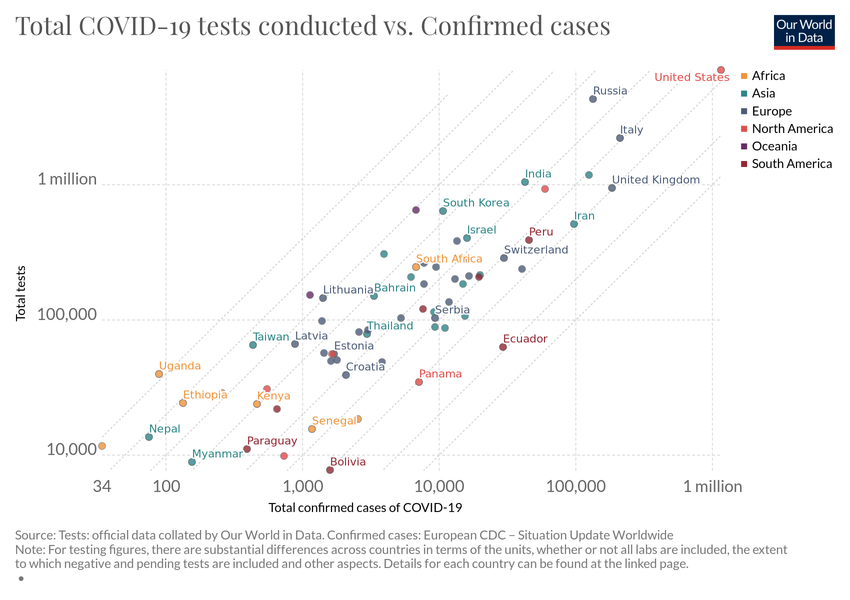 Total COVID-19 tests conducted vs. Confirmed cases
Our World
in Data
United States
Africa
Asia
Europe
North America
Oceania
South America
Russia
Italy
India
United Kingdom
1 million
South Korea
Iran
Israel
Peru
Switzerland
South Africa
Lithuania
Bahrain
Total tests
100,000
Serbia
Thailand
Taiwan
Latvia
Ecuador
Estonia
Uganda
Croatia
Panama
Ethiopia
Kenya
Senegal
Nepal
Paraguay
10,000
Myanmar
Bolivia
34
100
1,000
10,000
100,000
1 million
Total confirmed cases of COVID-19
Source: Tests: official data collated by Our World in Data. Confirmed cases: European CDC – Situation Update Worldwide
Note: For testing figures, there are substantial differences across countries in terms of the units, whether or not all labs are included, the extent
to which negative and pending tests are included and other aspects. Details for each country can be found at the linked page.